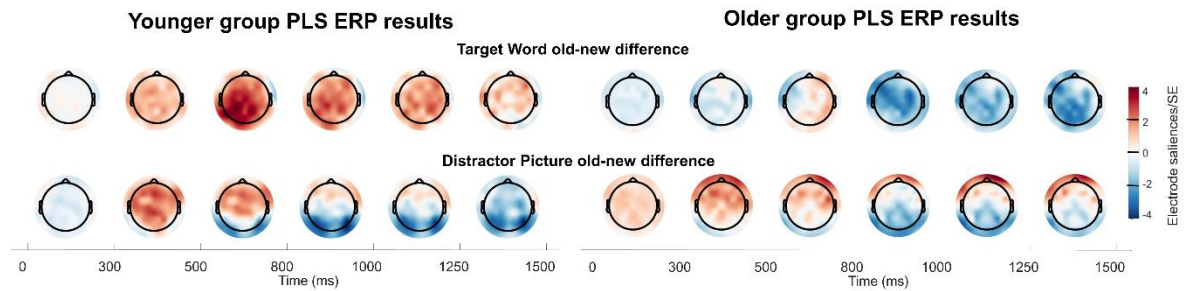 Younger group PLS ERP results
Older group PLS ERP results
Target Word old-new difference
Distractor Picture old-new difference
4
2
0
-2
-4
Electrode saliences/SE
0 300 500 800 1000 1250 1500
Time (ms)
0 300 500 800 1000 1250 1500
Time (ms)